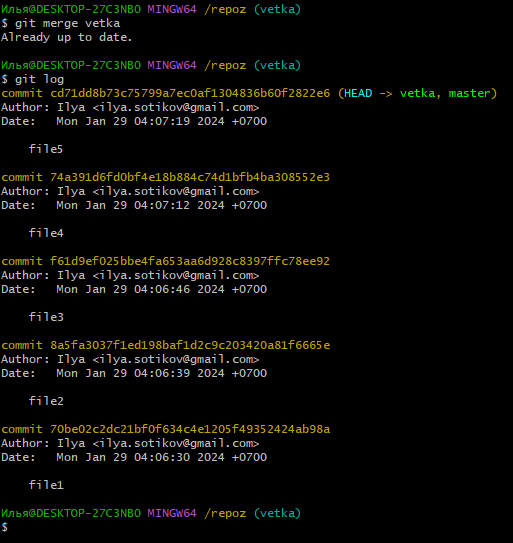 Илья@DESKTOP-27C3NBO MINGW64 /repoz (vetka)
$ git merge vetka
Already up to date.
Илья@DESKTOP-27C3NBO MINGW64 /repoz (vetka)
$ git log
commit cd71dd8b73c75799a7ec0af1304836b60f2822e6 (HEAD -> vetka, master)
Author: Ilya <ilya.sotikov@gmail.com>
Date:   Mon Jan 29 04:07:19 2024 +0700
file5
commit 74a391d6fd0bf4e18b884c74d1bfb4ba308552e3
Author: Ilya <ilya.sotikov@gmail.com>
Date:   Mon Jan 29 04:07:12 2024 +0700
file4
commit f61d9ef025bbe4fa653aa6d928c8397ffc78ee92
Author: Ilya <ilya.sotikov@gmail.com>
Date:   Mon Jan 29 04:06:46 2024 +0700
file3
commit 8a5fa3037f1ed198baf1d2c9c203420a81f6665e
Author: Ilya <ilya.sotikov@gmail.com>
Date:   Mon Jan 29 04:06:39 2024 +0700
file2
commit 70be02c2dc21bf0f634c4e1205f49352424ab98a
Author: Ilya <ilya.sotikov@gmail.com>
Date:   Mon Jan 29 04:06:30 2024 +0700
file1
Илья@DESKTOP-27C3NBO MINGW64 /repoz (vetka)
$